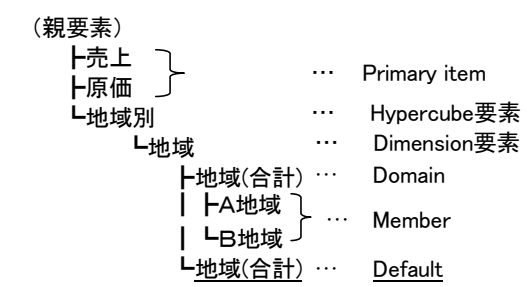 (親要素)
┣売上
┣原価 … Primary item
┗地域別 … Hypercube要素
┗地域 … Dimension要素
┣地域(合計) … Domain
┃ ┣A地域
┃ ┗B地域 … Member
┗地域(合計) … Default